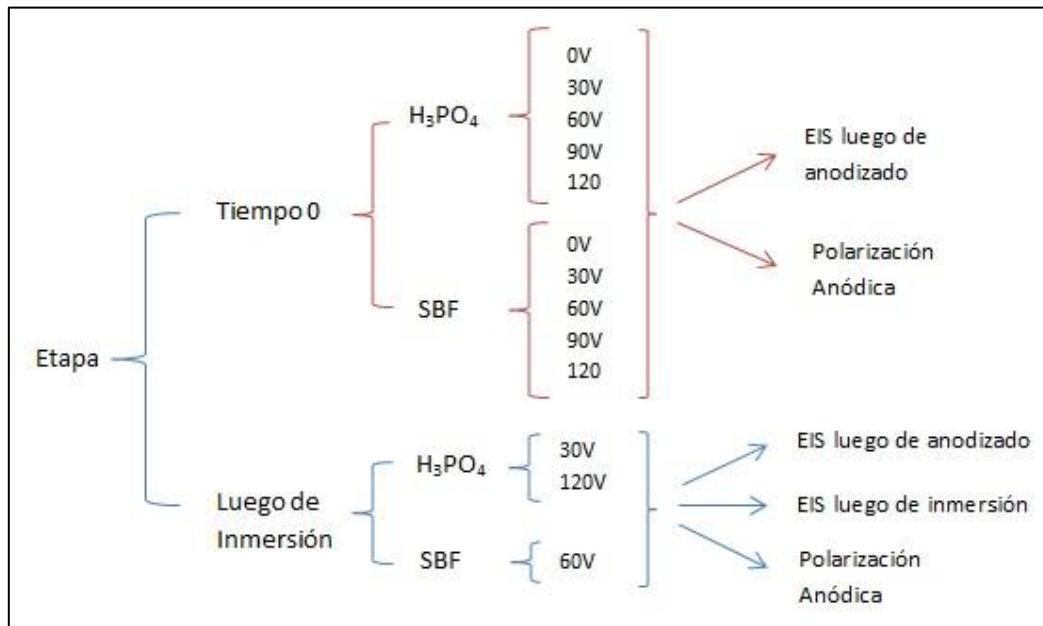 Etapa
Tiempo 0
H₃PO₄
0V
30V
60V
90V
120
SBF
0V
30V
60V
90V
120
EIS luego de
anodizado
Polarización
Anódica
Luego de
Inmersión
H₃PO₄
30V
120V
SBF
60V
EIS luego de anodizado
EIS luego de inmersión
Polarización
Anódica